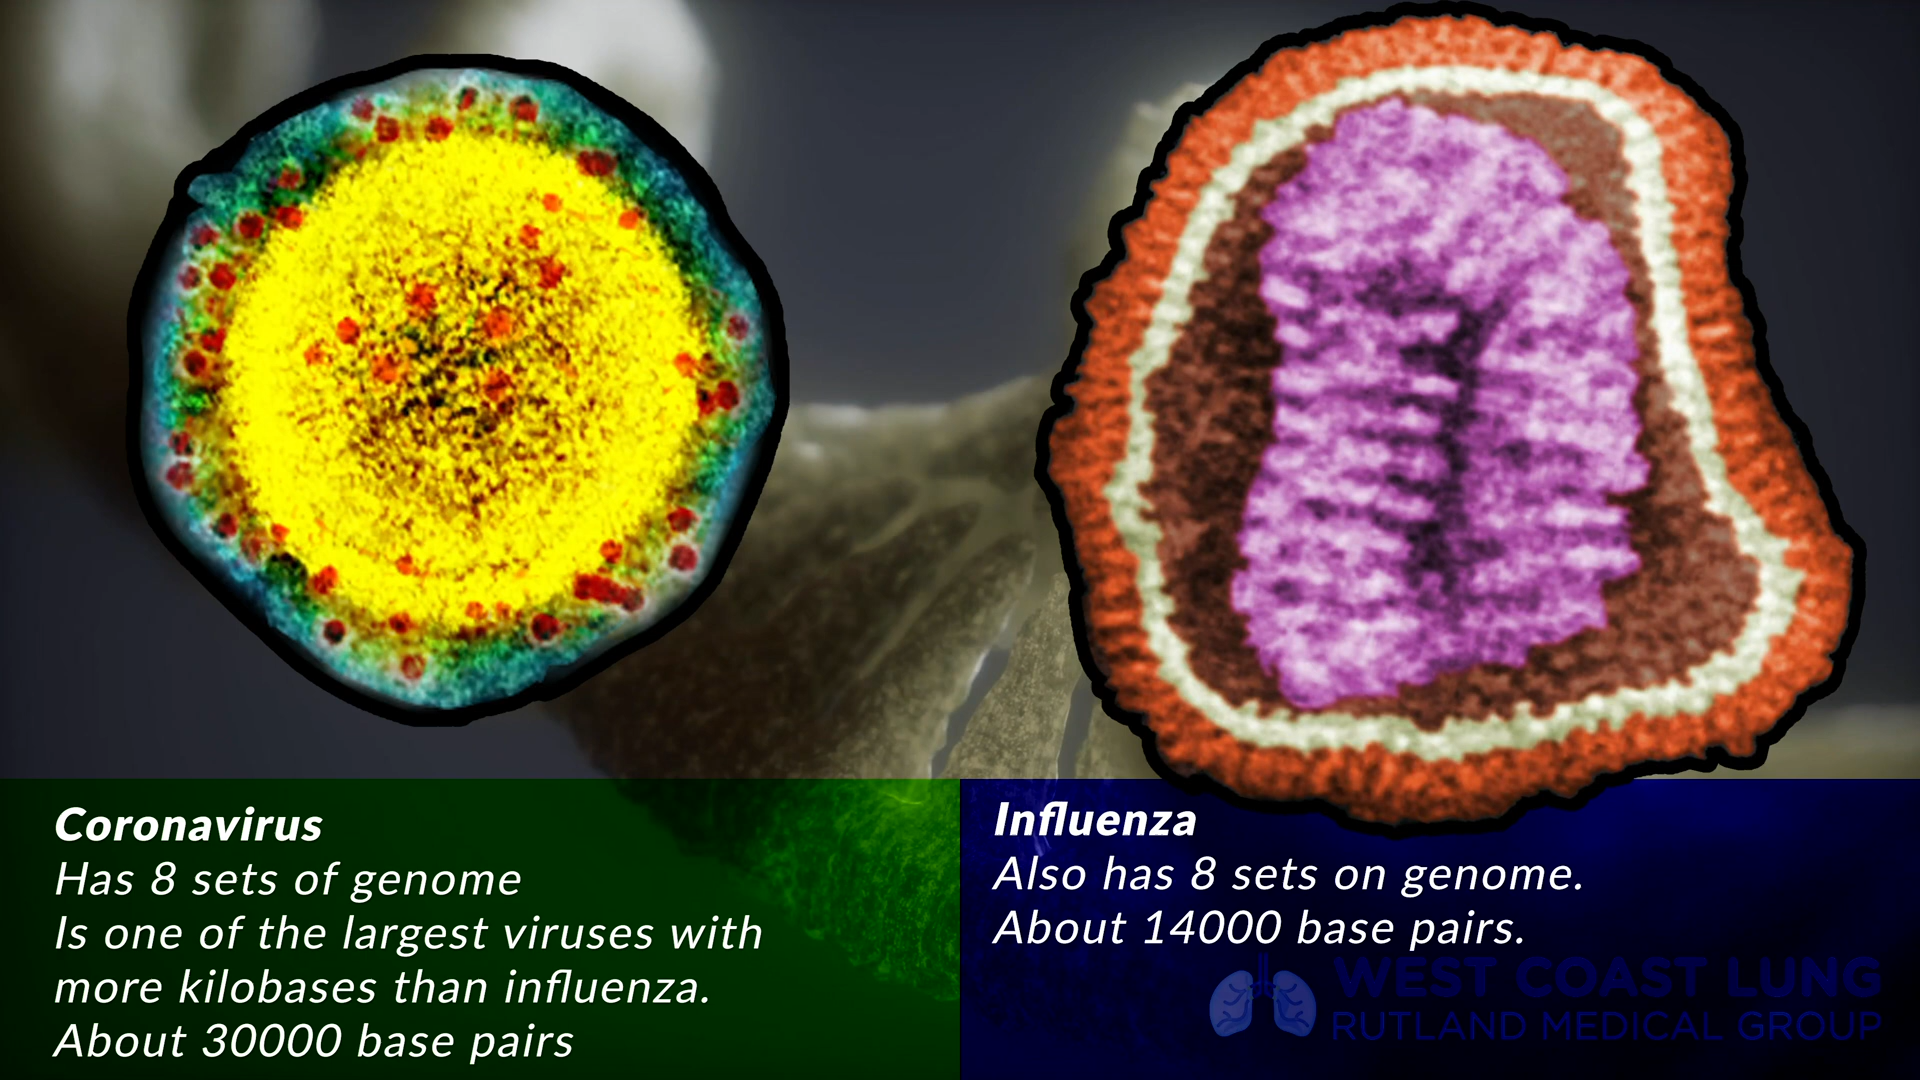 Coronavirus
Has 8 sets of genome
Is one of the largest viruses with
more kilobases than influenza.
About 30000 base pairs
Influenza
Also has 8 sets on genome.
About 14000 base pairs.
WEST COAST LUNG
RUTLAND MEDICAL GROUP